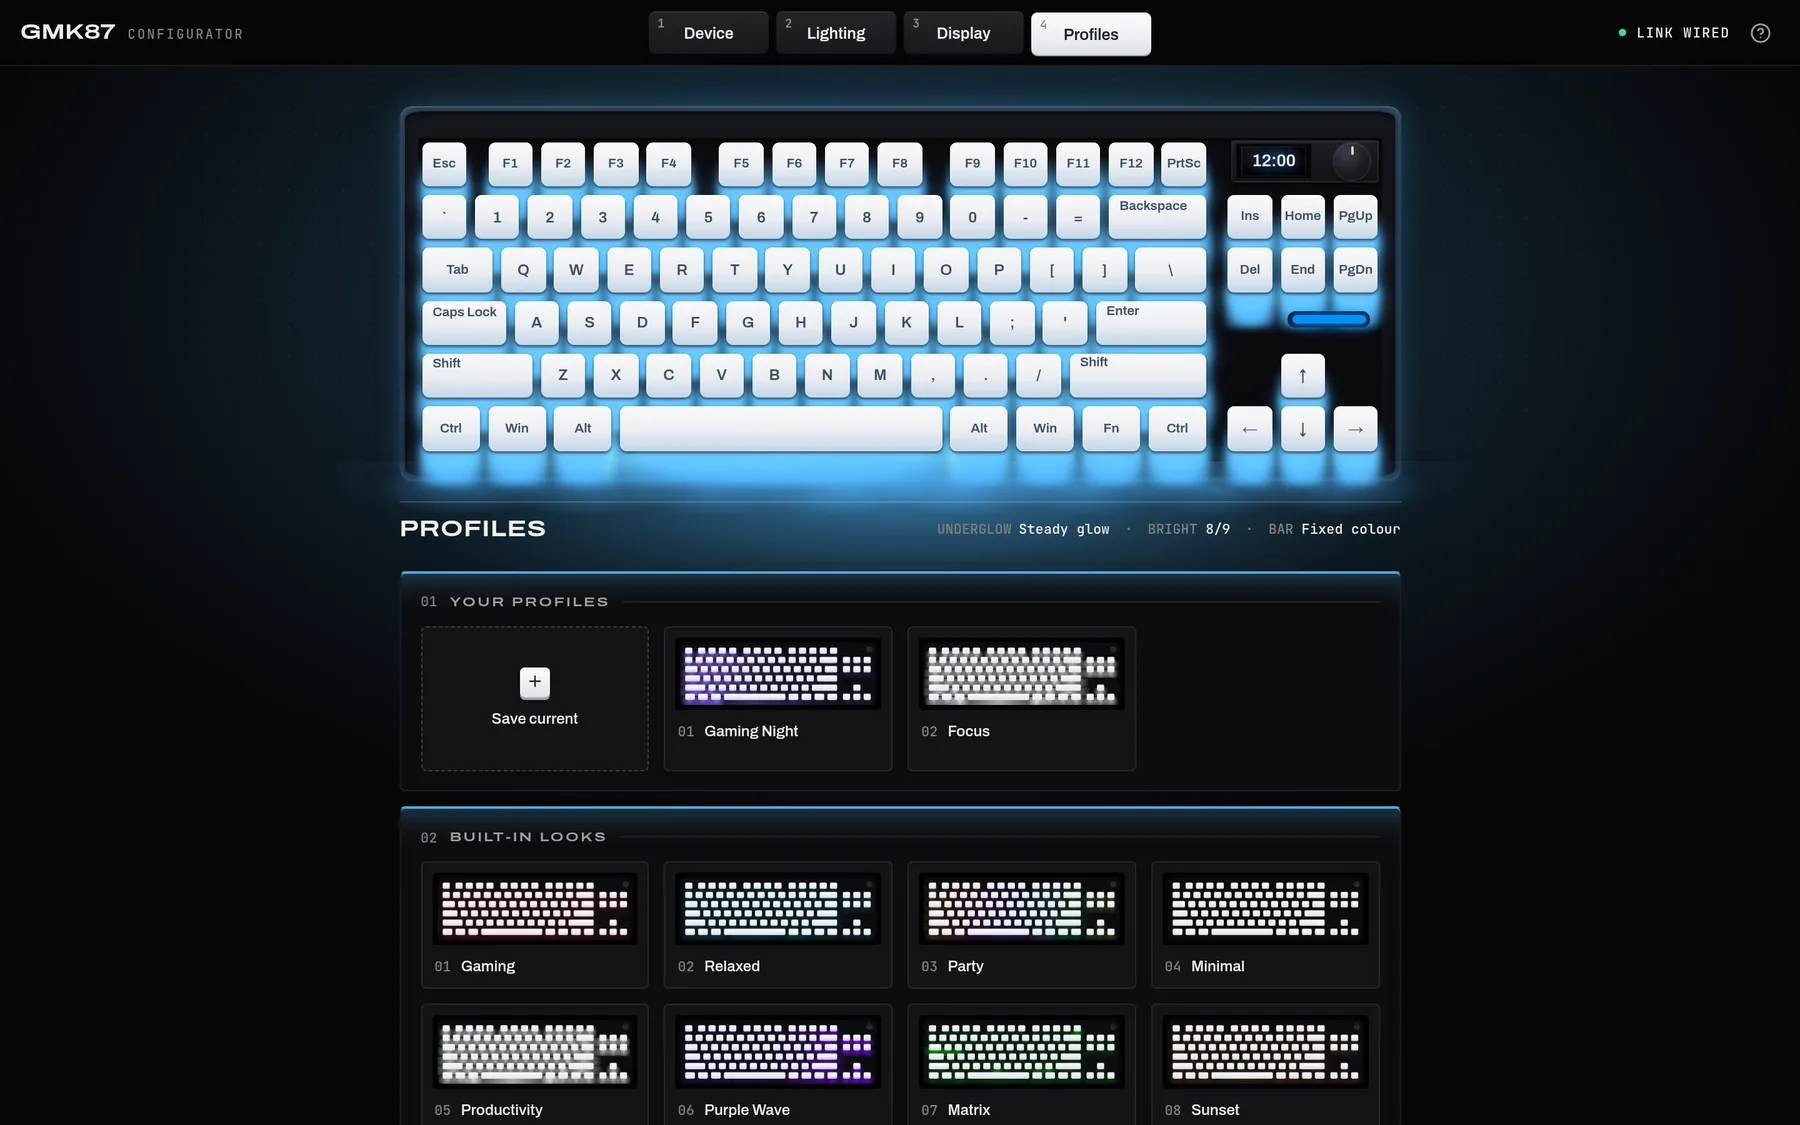 GMK87 CONFIGURATOR
1 Device
2 Lighting
3 Display
4 Profiles
LINK WIRED ?
Esc F1 F2 F3 F4 F5 F6 F7 F8 F9 F10 F11 F12 PrtSc 12:00
` 1 2 3 4 5 6 7 8 9 0 - = Backspace Ins Home PgUp
Tab Q W E R T Y U I O P [ ] \ Del End PgDn
Caps Lock A S D F G H J K L ; ' Enter
Shift Z X C V B N M , . / Shift ↑
Ctrl Win Alt Alt Win Fn Ctrl ← ↓ →
PROFILES
UNDERGLOW Steady glow · BRIGHT 8/9 · BAR Fixed colour
01 YOUR PROFILES
+
Save current
01 Gaming Night
02 Focus
02 BUILT-IN LOOKS
01 Gaming
02 Relaxed
03 Party
04 Minimal
05 Productivity
06 Purple Wave
07 Matrix
08 Sunset